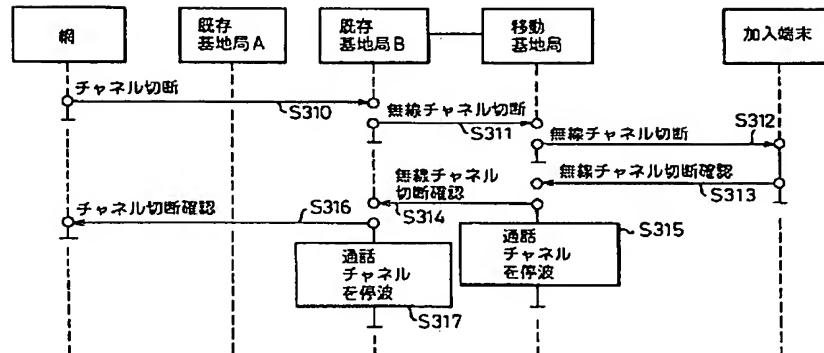 網
既存
基地局A
既存
基地局B
移動
基地局
加入端末
チャネル切断
S310
無線チャネル切断
S311
無線チャネル切断
S312
無線チャネル切断確認
S313
無線チャネル
切断確認
S314
チャネル切断確認
S316
通話
チャネル
を停波
S315
通話
チャネル
を停波
S317